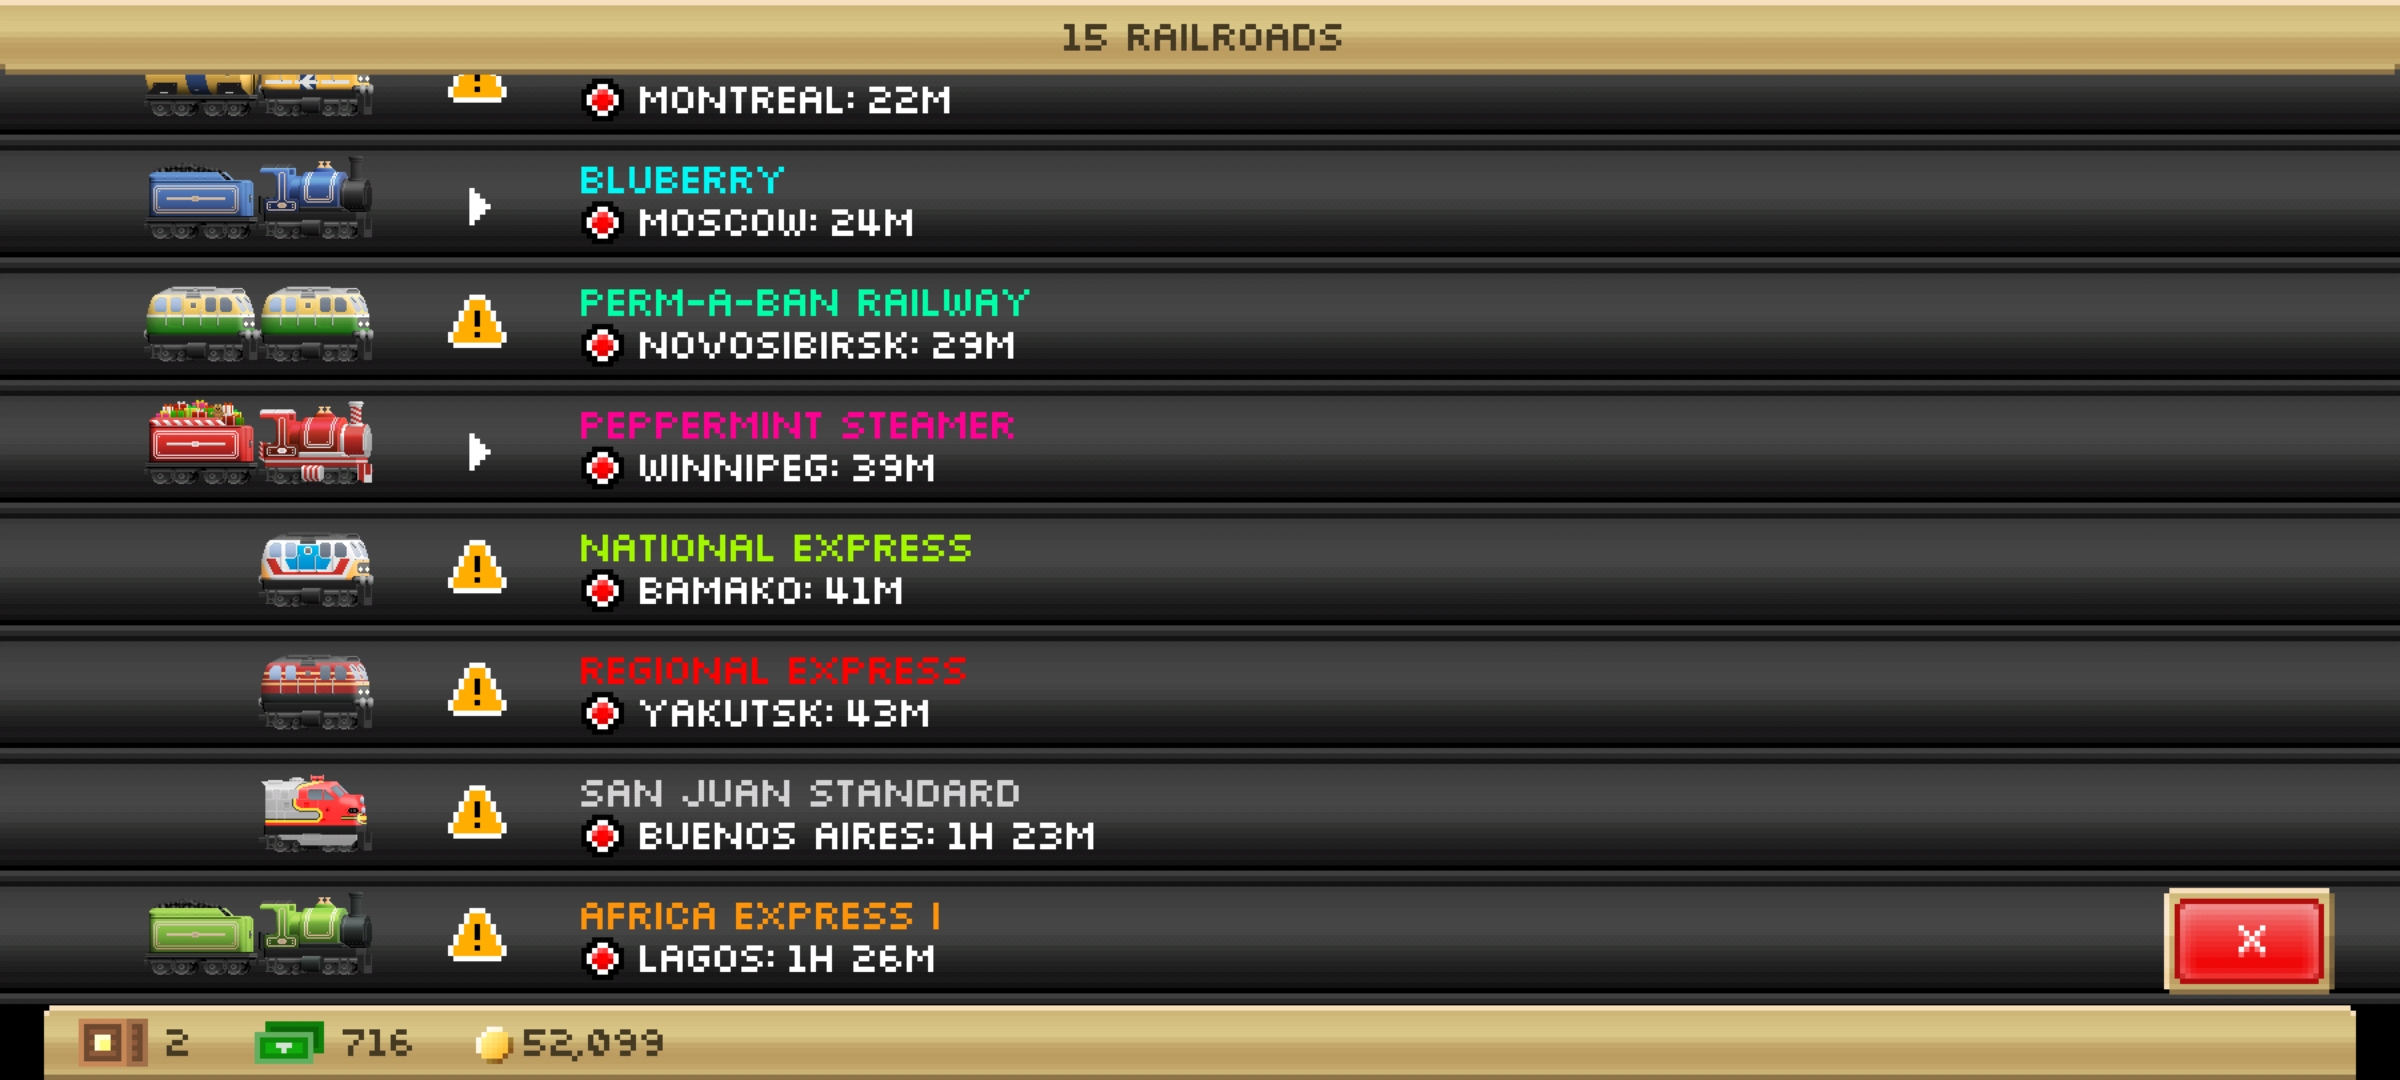 15 RAILROADS
MONTREAL: 22M
BLUBERRY
MOSCOW: 24M
PERM-A-BAN RAILWAY
NOVOSIBIRSK: 29M
PEPPERMINT STEAMER
WINNIPEG: 39M
NATIONAL EXPRESS
BAMAKO: 41M
REGIONAL EXPRESS
YAKUTSK: 43M
SAN JUAN STANDARD
BUENOS AIRES: 1H 23M
AFRICA EXPRESS I
LAGOS: 1H 26M
X
2 716 52,099